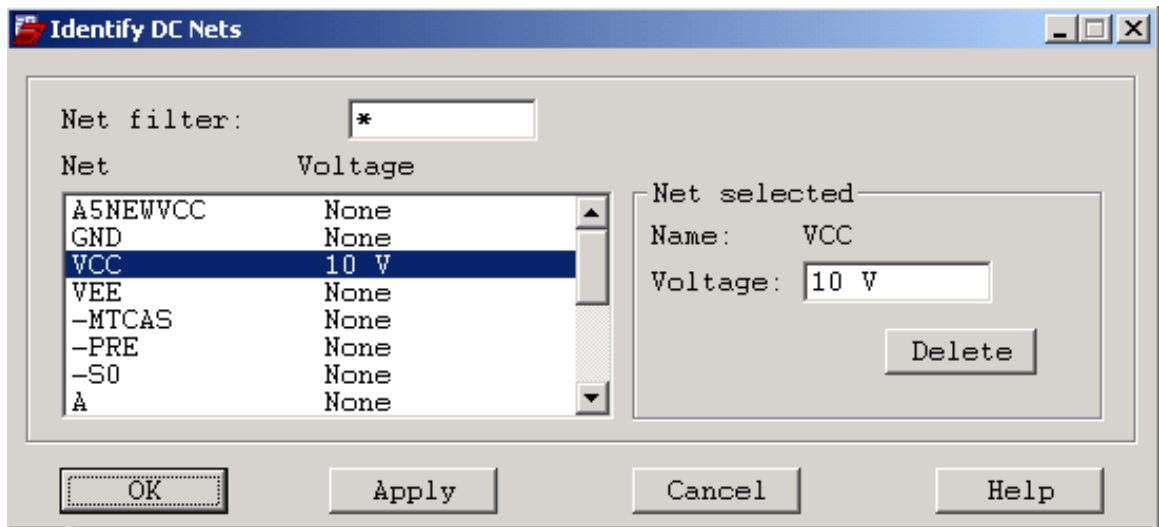 Identify DC Nets
Net filter: *
Net Voltage
A5NEWVCC None
GND None
VCC 10 V
VEE None
-MTCAS None
-PRE None
-S0 None
A None
Net selected
Name: VCC
Voltage: 10 V
Delete
OK Apply Cancel Help